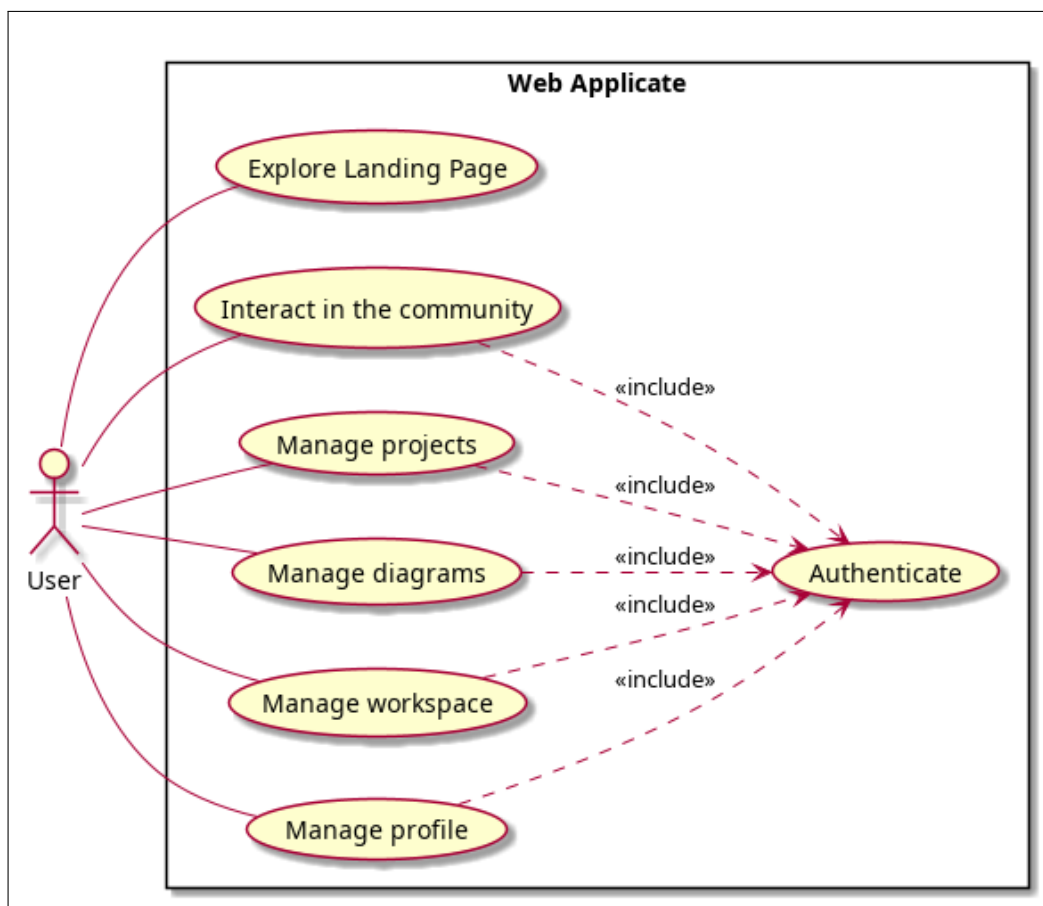 Web Applicate
Explore Landing Page
Interact in the community
«include»
Manage projects
«include»
Manage diagrams
«include»
Authenticate
User
«include»
Manage workspace
«include»
Manage profile